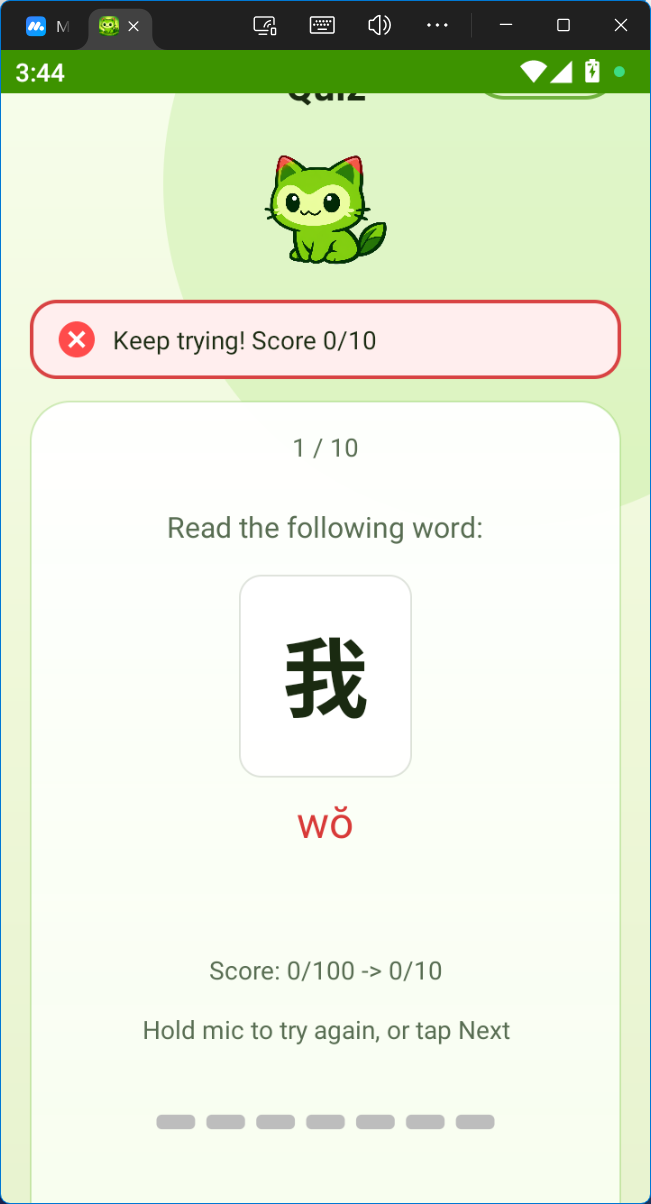 M
3:44
Quiz
Keep trying! Score 0/10
1 / 10
Read the following word:
我
wǒ
Score: 0/100 -> 0/10
Hold mic to try again, or tap Next